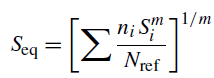 S_eq = [ ∑ n_i S_i^m / N_ref ]^{1/m}